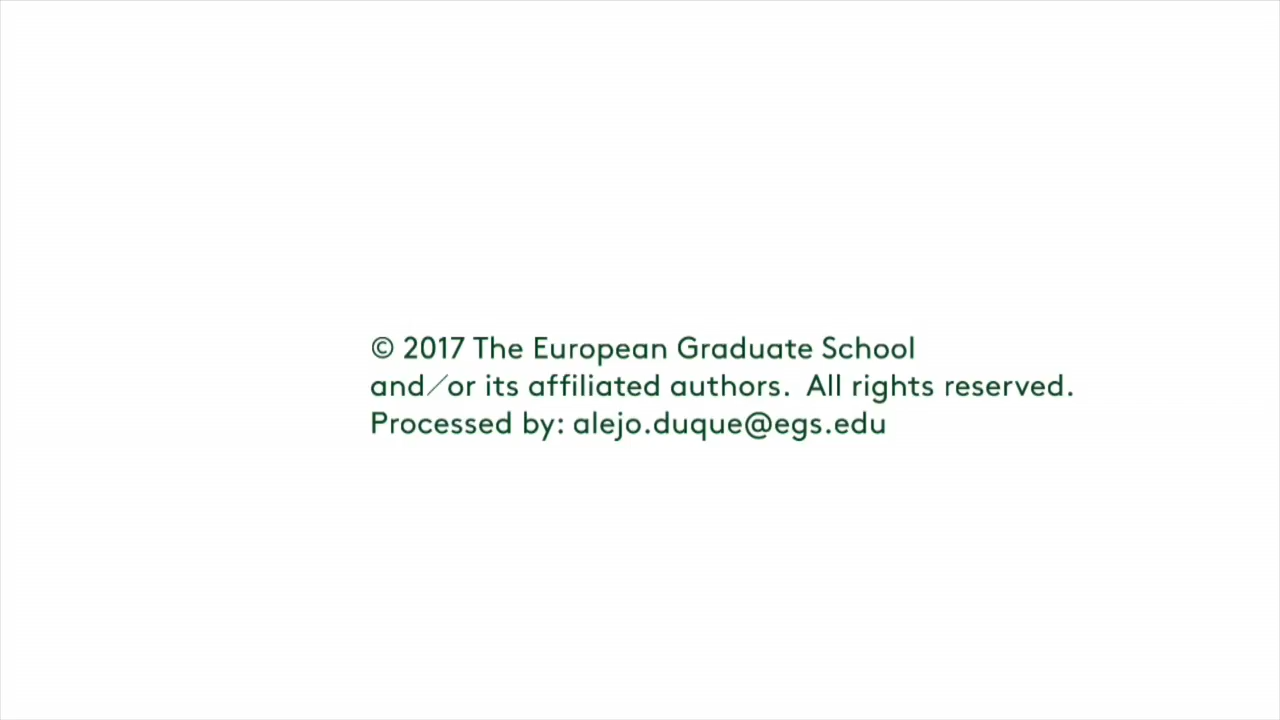 © 2017 The European Graduate School
and/or its affiliated authors.  All rights reserved.
Processed by: alejo.duque@egs.edu